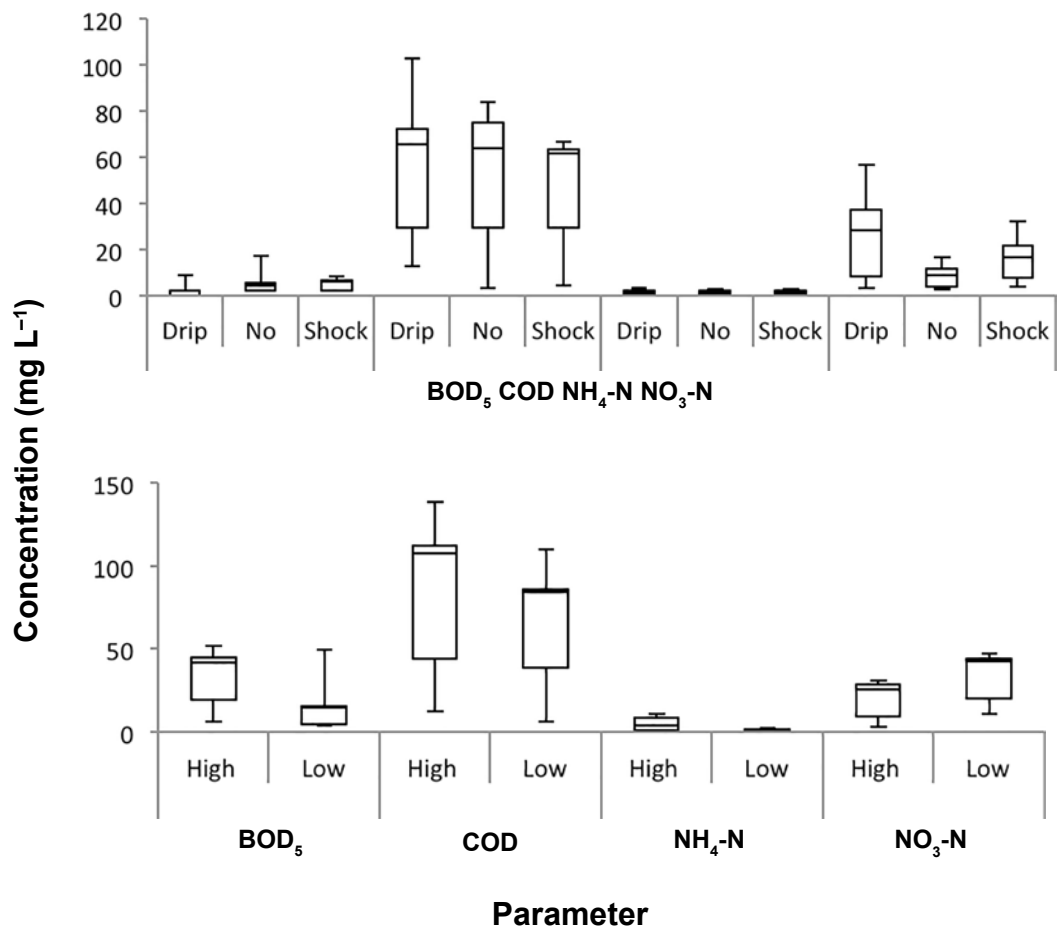 120
100
80
60
40
20
0
Drip No Shock Drip No Shock Drip No Shock Drip No Shock
BOD₅ COD NH₄-N NO₃-N
Concentration (mg L⁻¹)
150
100
50
0
High Low High Low High Low High Low
BOD₅ COD NH₄-N NO₃-N
Parameter